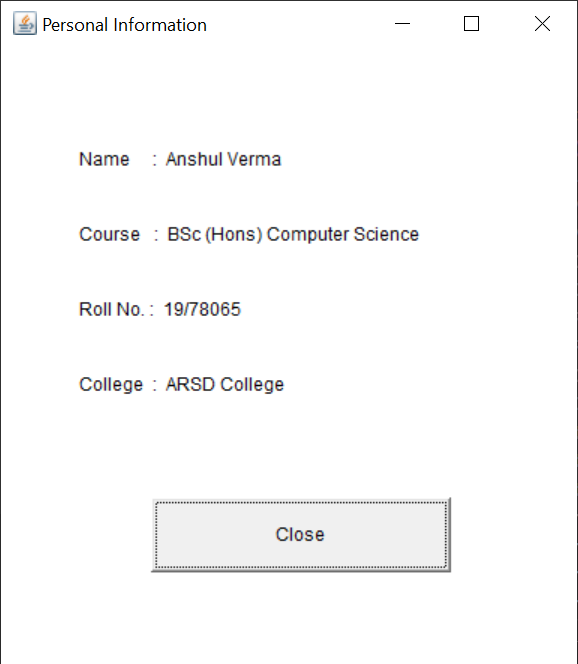 Personal Information
Name : Anshul Verma
Course : BSc (Hons) Computer Science
Roll No. : 19/78065
College : ARSD College
Close